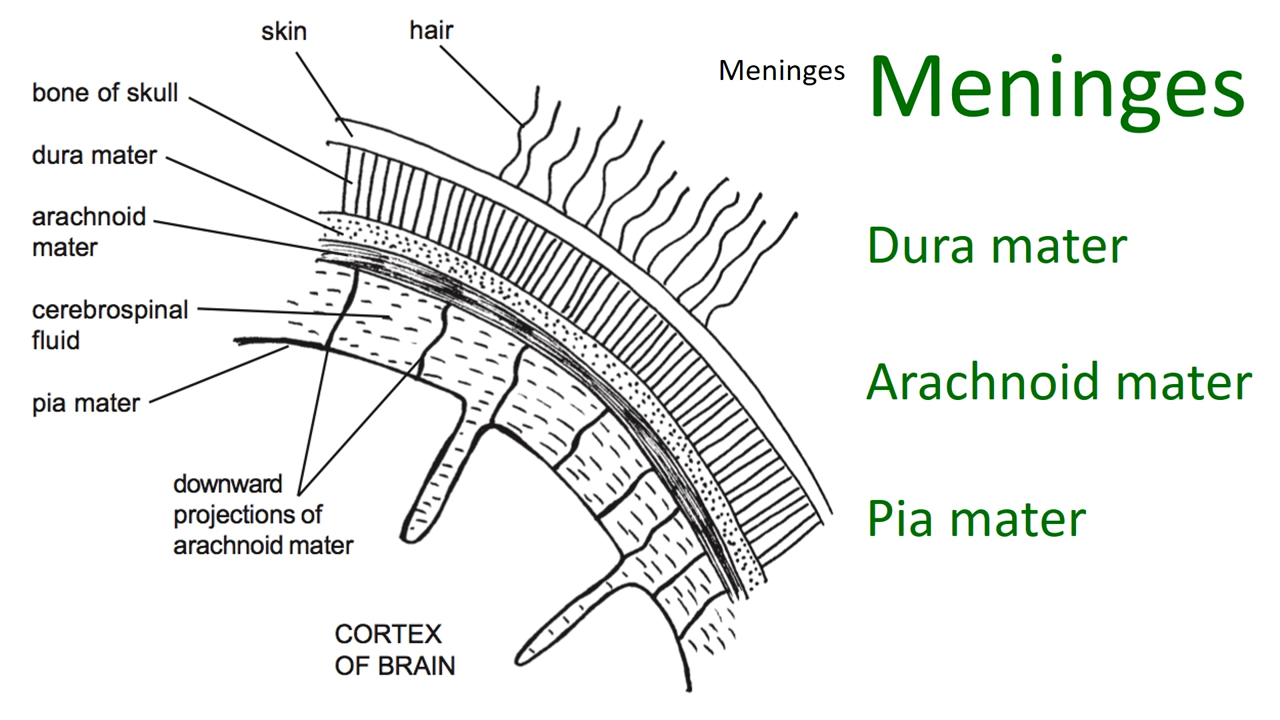 skin
hair
bone of skull
dura mater
arachnoid
mater
cerebrospinal
fluid
pia mater
downward
projections of
arachnoid mater
CORTEX
OF BRAIN
Meninges
Meninges
Dura mater
Arachnoid mater
Pia mater